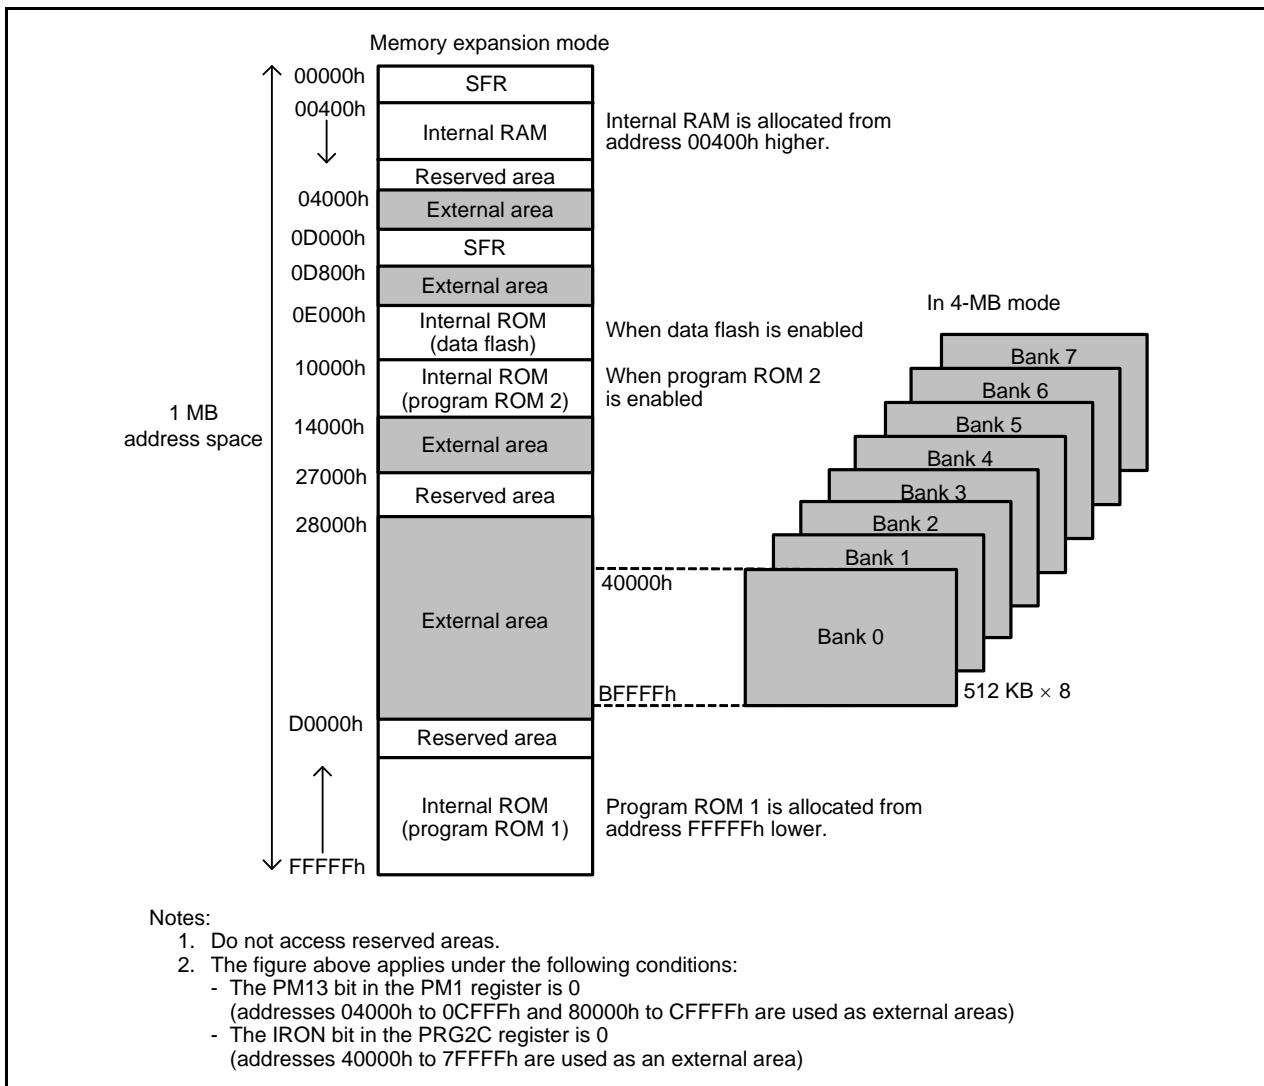 Memory expansion mode
00000h
SFR
00400h
Internal RAM
Internal RAM is allocated from
address 00400h higher.
Reserved area
04000h
External area
0D000h
SFR
0D800h
External area
In 4-MB mode
0E000h
Internal ROM
(data flash)
When data flash is enabled
10000h
Internal ROM
(program ROM 2)
When program ROM 2
is enabled
1 MB
address space
14000h
External area
27000h
Reserved area
28000h
External area
40000h
BFFFFh
Bank 7
Bank 6
Bank 5
Bank 4
Bank 3
Bank 2
Bank 1
Bank 0
512 KB × 8
D0000h
Reserved area
Internal ROM
(program ROM 1)
Program ROM 1 is allocated from
address FFFFFh lower.
FFFFFh
Notes:
1. Do not access reserved areas.
2. The figure above applies under the following conditions:
- The PM13 bit in the PM1 register is 0
(addresses 04000h to 0CFFFh and 80000h to CFFFFh are used as external areas)
- The IRON bit in the PRG2C register is 0
(addresses 40000h to 7FFFFh are used as an external area)